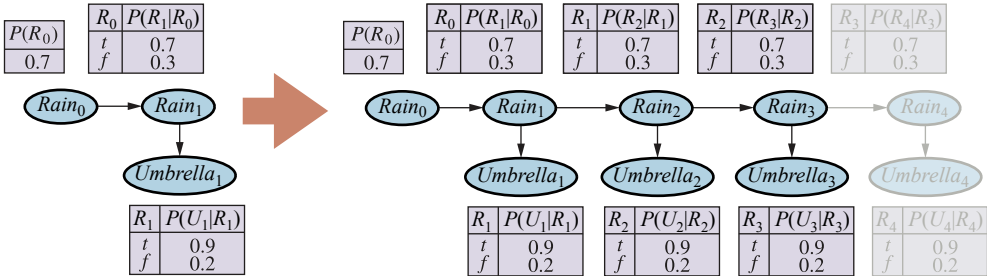 P(R₀)
0.7
R₀ P(R₁|R₀)
t 0.7
f 0.3
Rain₀
Rain₁
Umbrella₁
R₁ P(U₁|R₁)
t 0.9
f 0.2
P(R₀)
0.7
R₀ P(R₁|R₀)
t 0.7
f 0.3
R₁ P(R₂|R₁)
t 0.7
f 0.3
R₂ P(R₃|R₂)
t 0.7
f 0.3
R₃ P(R₄|R₃)
t 0.7
f 0.3
Rain₀
Rain₁
Rain₂
Rain₃
Rain₄
Umbrella₁
Umbrella₂
Umbrella₃
Umbrella₄
R₁ P(U₁|R₁)
t 0.9
f 0.2
R₂ P(U₂|R₂)
t 0.9
f 0.2
R₃ P(U₃|R₃)
t 0.9
f 0.2
R₄ P(U₄|R₄)
t 0.9
f 0.2